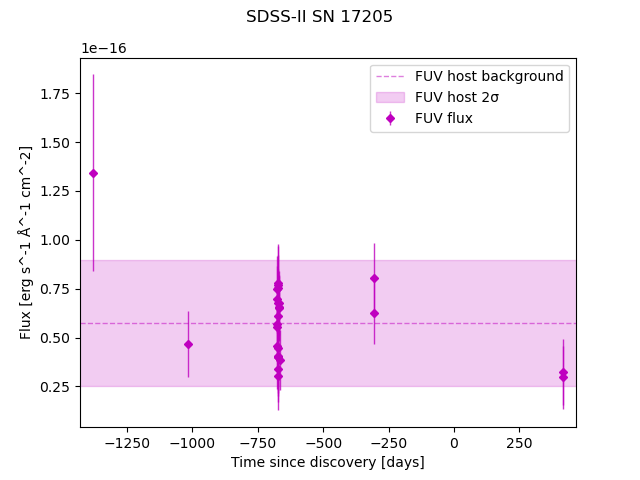 SDSS-II SN 17205
1e−16
FUV host background
FUV host 2σ
FUV flux
1.75
1.50
1.25
1.00
0.75
0.50
0.25
Flux [erg s^-1 Å^-1 cm^-2]
−1250 −1000 −750 −500 −250 0 250
Time since discovery [days]